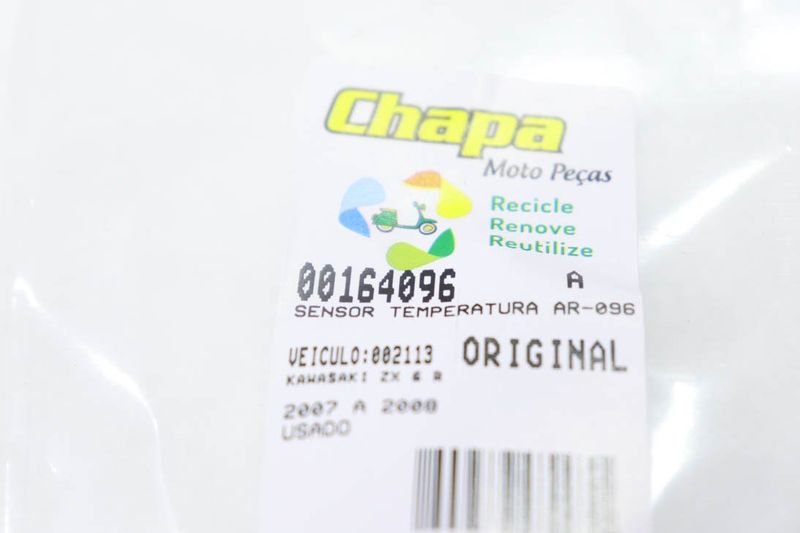 Chapa
Moto Peças
Recicle
Renove
Reutilize
00164096 A
SENSOR TEMPERATURA AR-096
VEICULO:002113 ORIGINAL
KAWASAKI ZX 6 R
2007 A 2008
USADO